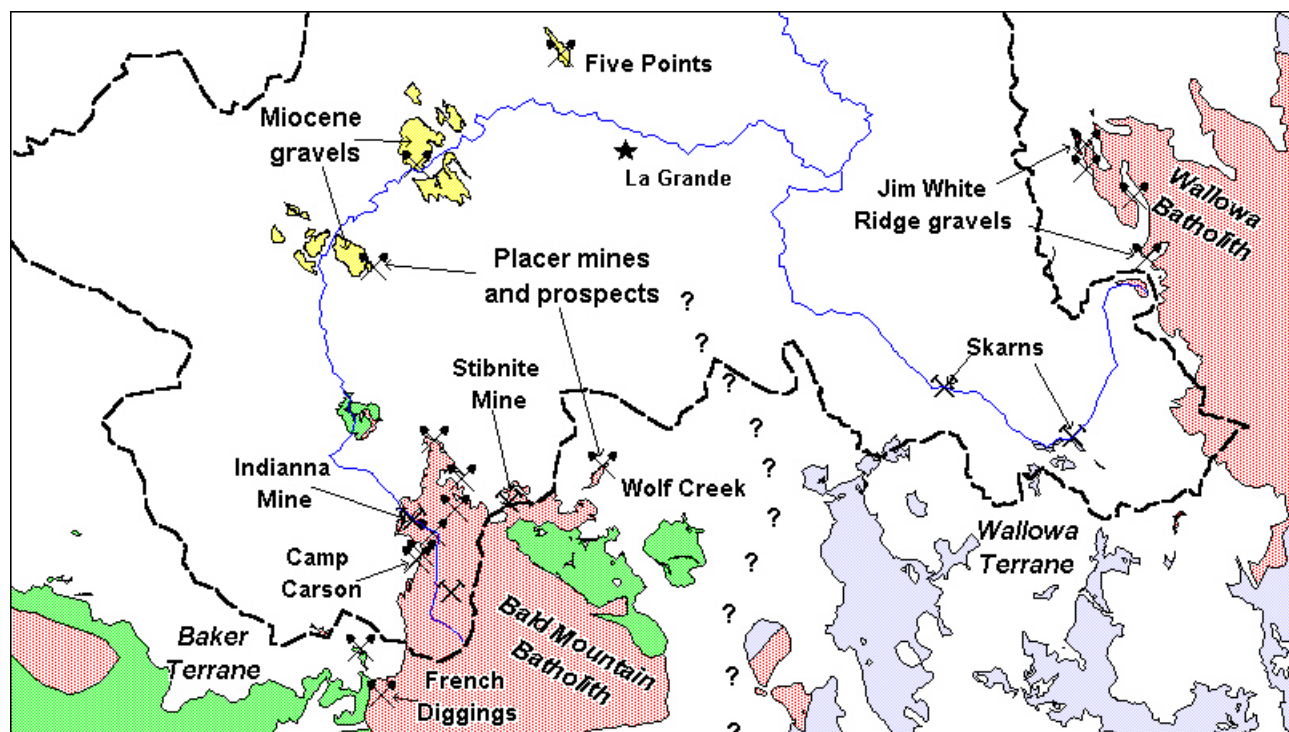 Five Points
Miocene
gravels
La Grande
Jim White
Ridge gravels
Wallowa
Batholith
Placer mines
and prospects
?
?
?
?
?
?
?
?
?
?
Skarns
Stibnite
Mine
Indianna
Mine
Wolf Creek
Camp
Carson
Wallowa
Terrane
Baker
Terrane
Bald Mountain
Batholith
French
Diggings